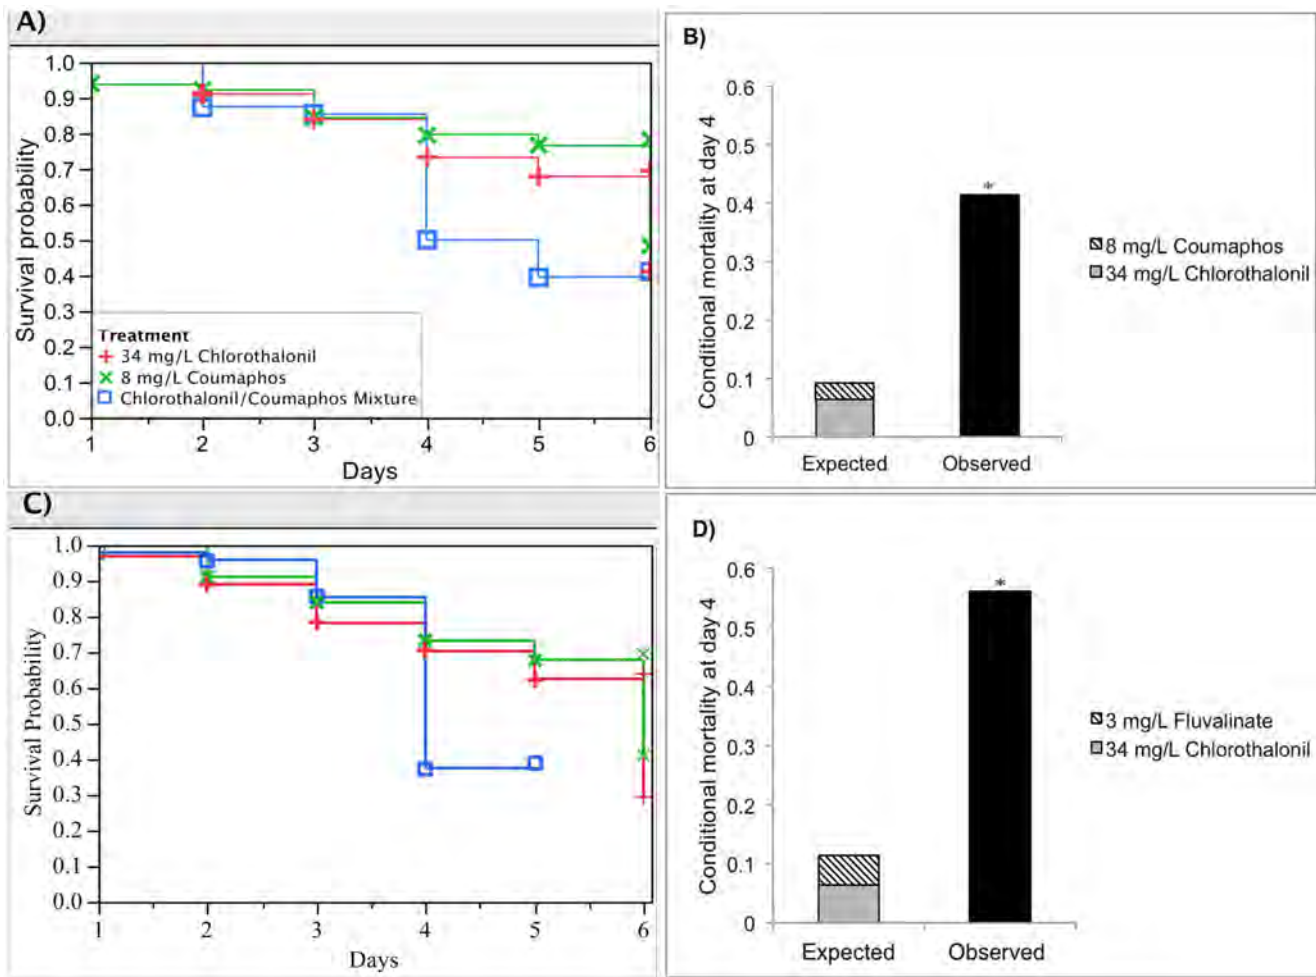 A)
Survival probability
1.0
0.9
0.8
0.7
0.6
0.5
0.4
0.3
0.2
0.1
0.0
Treatment
34 mg/L Chlorothalonil
8 mg/L Coumaphos
Chlorothalonil/Coumaphos Mixture
1 2 3 4 5 6
Days
B)
Conditional mortality at day 4
0.6
0.5
0.4
0.3
0.2
0.1
0
*
Expected Observed
8 mg/L Coumaphos
34 mg/L Chlorothalonil
C)
Survival Probability
1.0
0.9
0.8
0.7
0.6
0.5
0.4
0.3
0.2
0.1
0.0
1 2 3 4 5 6
Days
D)
Conditional mortality at day 4
0.6
0.5
0.4
0.3
0.2
0.1
0
*
Expected Observed
3 mg/L Fluvalinate
34 mg/L Chlorothalonil